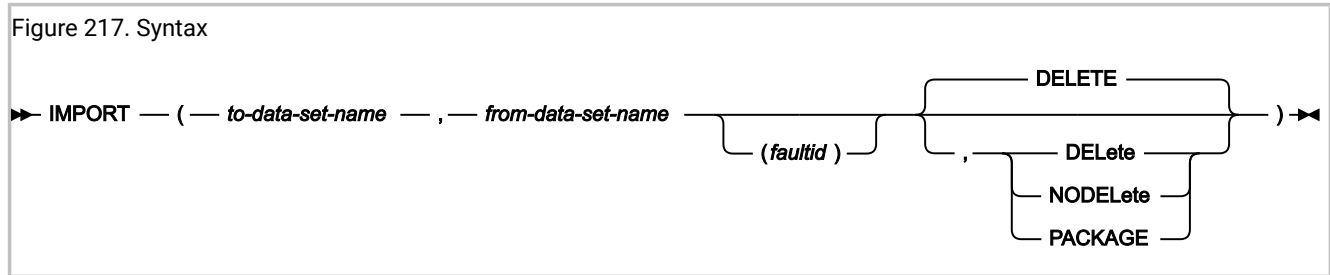 Figure 217. Syntax
DELETE
IMPORT ( to-data-set-name , from-data-set-name )
(faultid ) , DELete
NODELete
PACKAGE